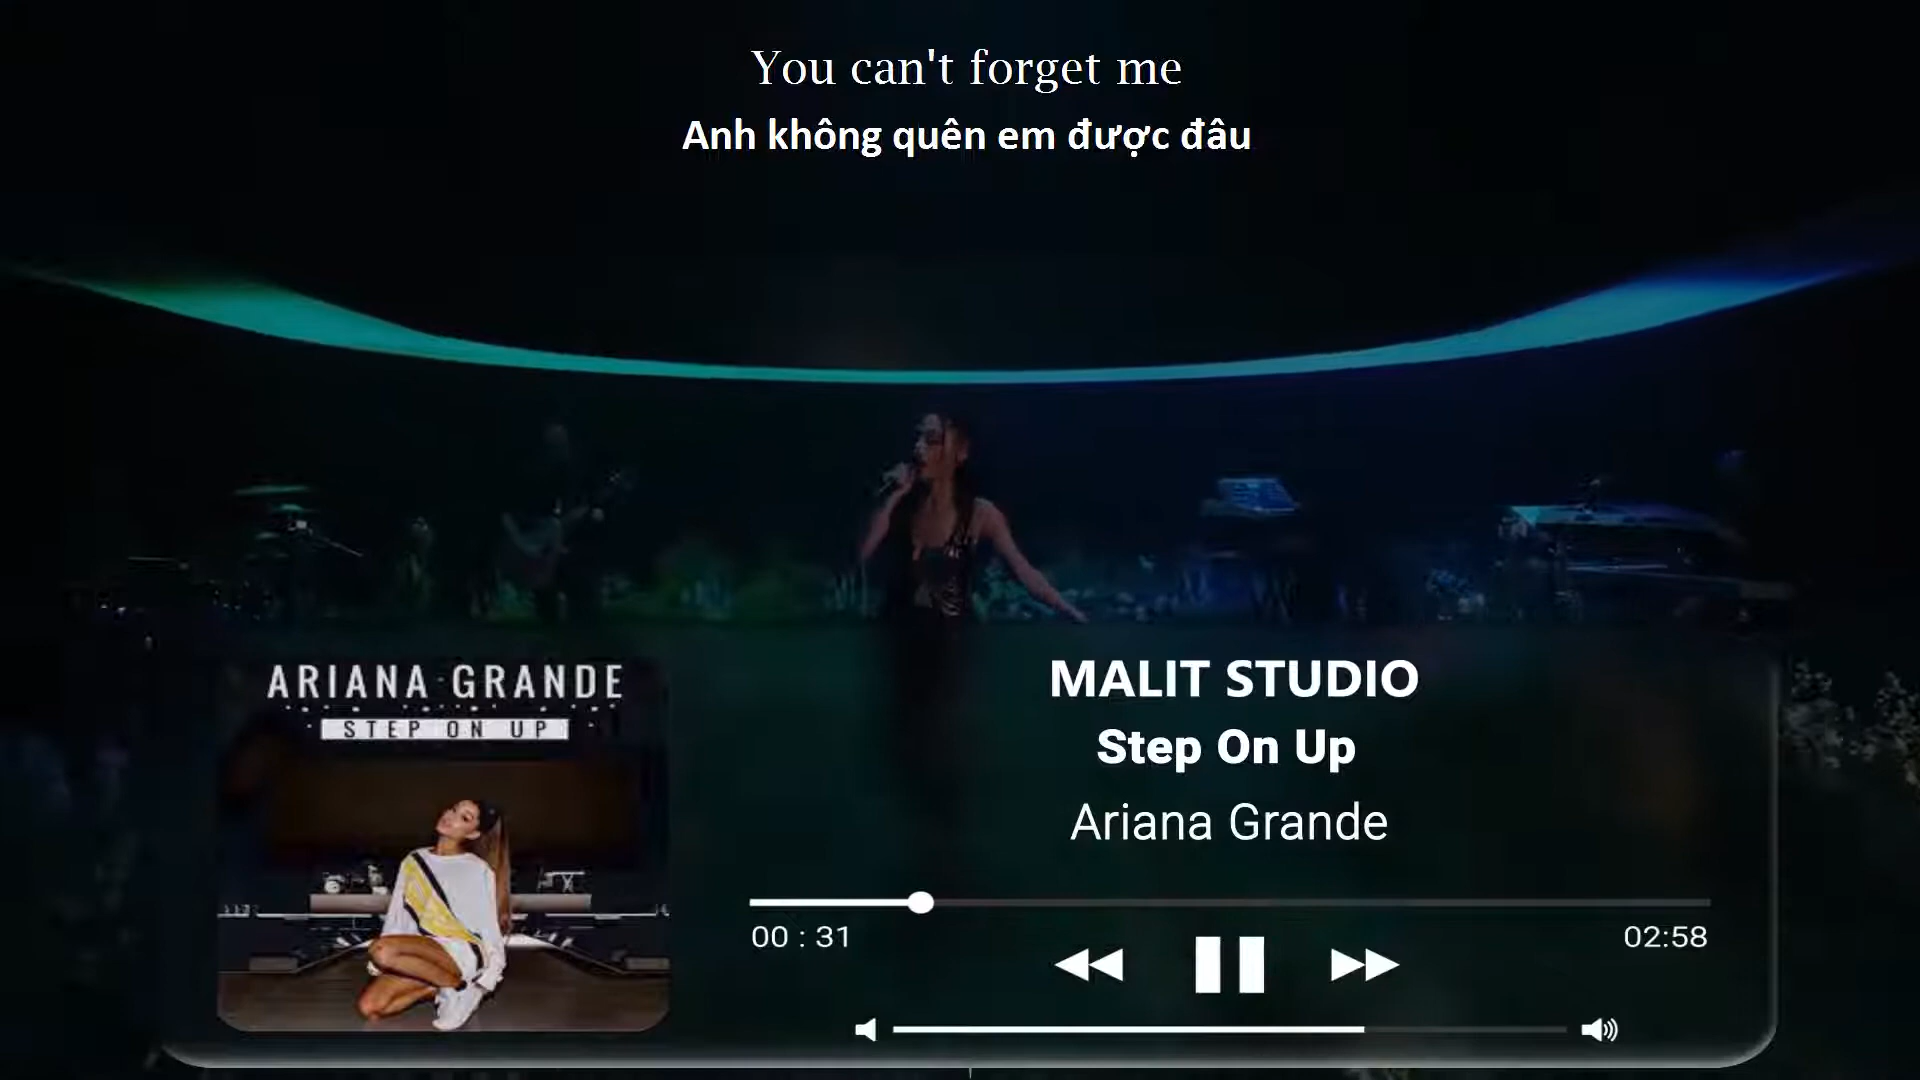 You can't forget me
Anh không quên em được đâu
ARIANA GRANDE
STEP ON UP
MALIT STUDIO
Step On Up
Ariana Grande
00 : 31
02:58